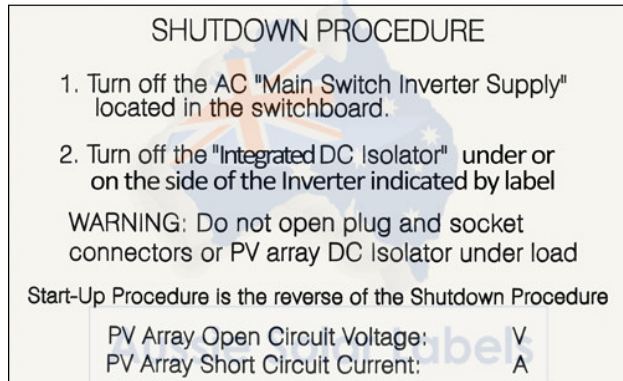 SHUTDOWN PROCEDURE
1. Turn off the AC "Main Switch Inverter Supply"
located in the switchboard.
2. Turn off the "Integrated DC Isolator" under or
on the side of the Inverter indicated by label
WARNING: Do not open plug and socket
connectors or PV array DC Isolator under load
Start-Up Procedure is the reverse of the Shutdown Procedure
PV Array Open Circuit Voltage: V
PV Array Short Circuit Current: A
Aussie Solar Labels